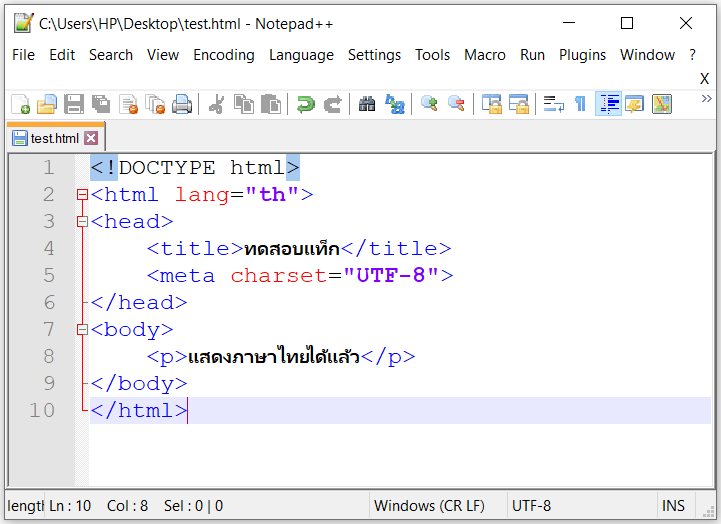 C:\Users\HP\Desktop\test.html - Notepad++
File Edit Search View Encoding Language Settings Tools Macro Run Plugins Window ?
X
test.html
1 <!DOCTYPE html>
2 <html lang="th">
3 <head>
4 <title>ทดสอบแท็ก</title>
5 <meta charset="UTF-8">
6 </head>
7 <body>
8 <p>แสดงภาษาไทยได้แล้ว</p>
9 </body>
10 </html>
lengt Ln : 10 Col : 8 Sel : 0 | 0 Windows (CR LF) UTF-8 INS